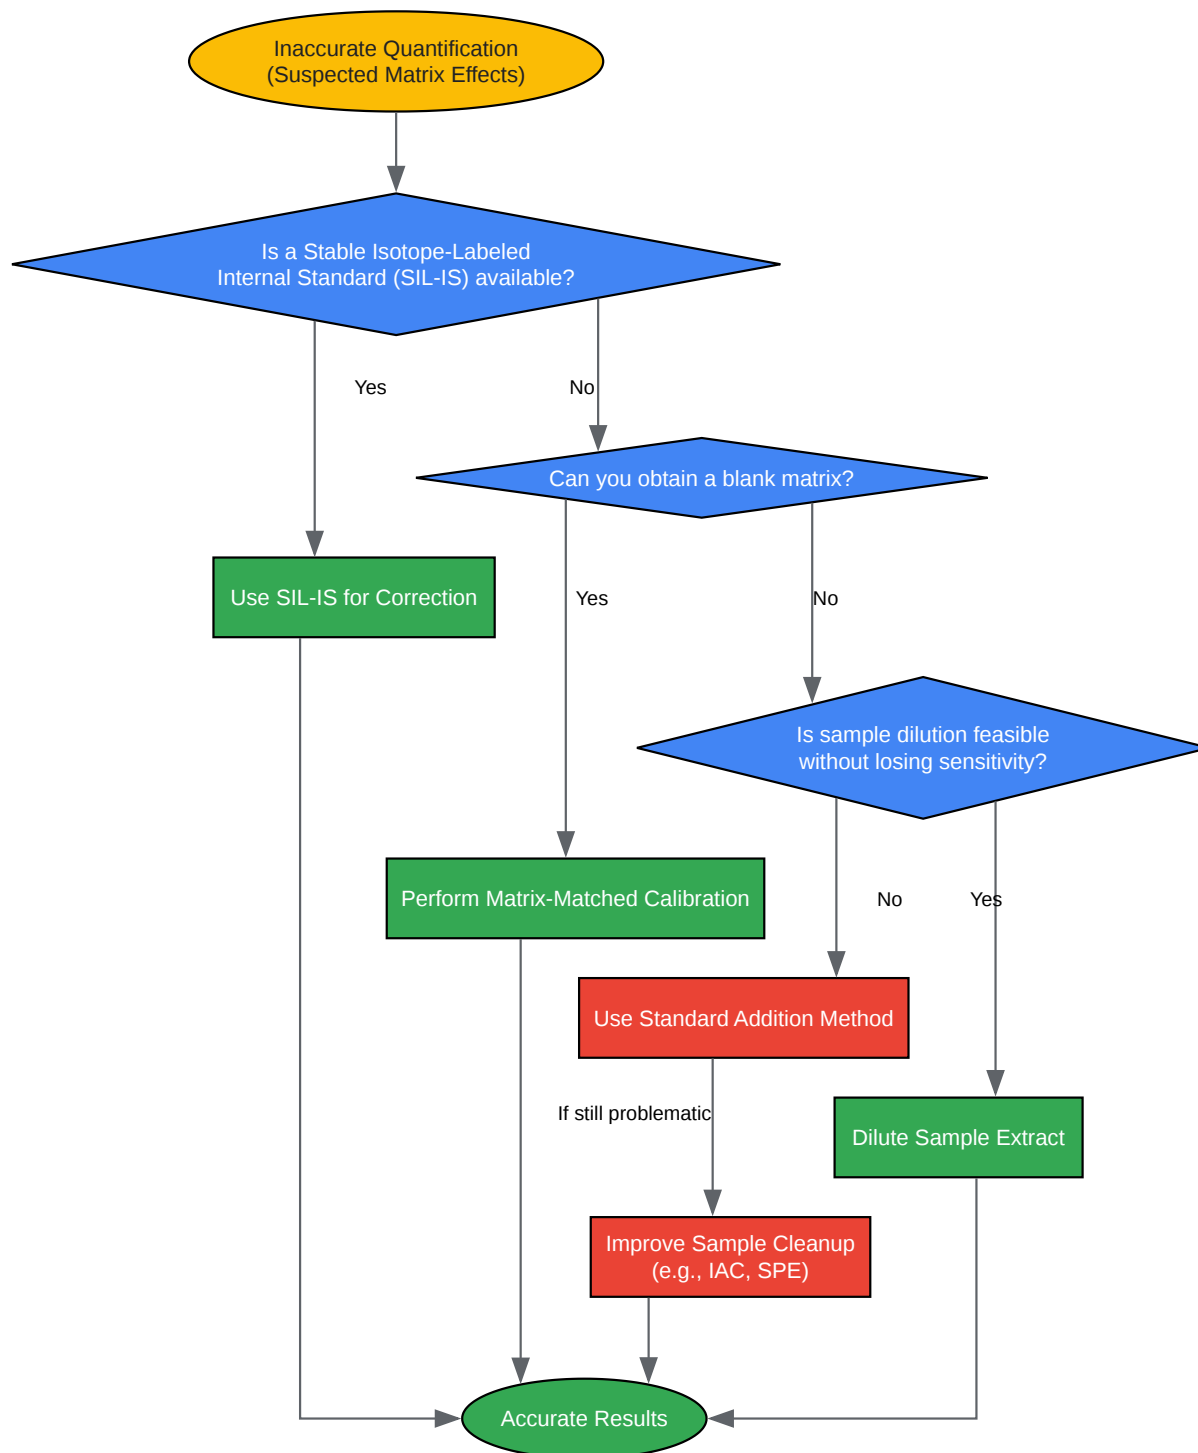 Inaccurate Quantification
(Suspected Matrix Effects)
Is a Stable Isotope-Labeled
Internal Standard (SIL-IS) available?
Yes
No
Can you obtain a blank matrix?
Use SIL-IS for Correction
Yes
No
Is sample dilution feasible
without losing sensitivity?
Perform Matrix-Matched Calibration
No
Yes
Use Standard Addition Method
If still problematic
Dilute Sample Extract
Improve Sample Cleanup
(e.g., IAC, SPE)
Accurate Results